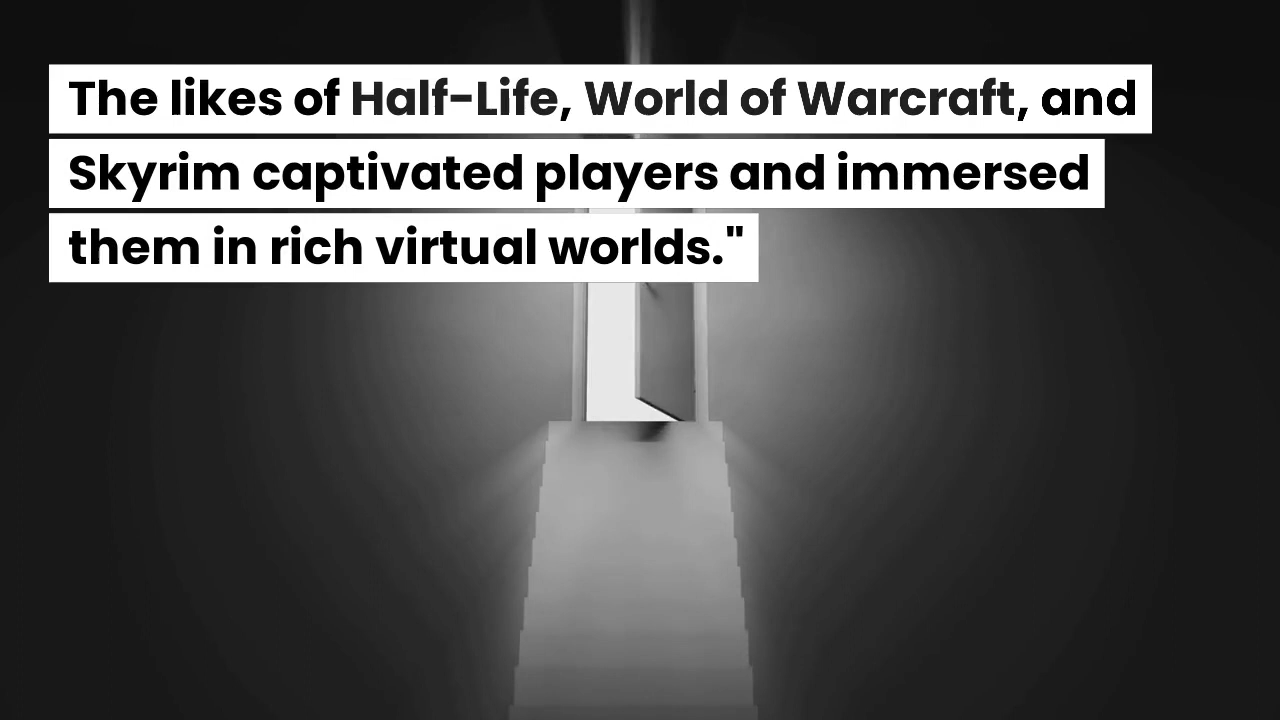 The likes of Half-Life, World of Warcraft, and
Skyrim captivated players and immersed
them in rich virtual worlds."